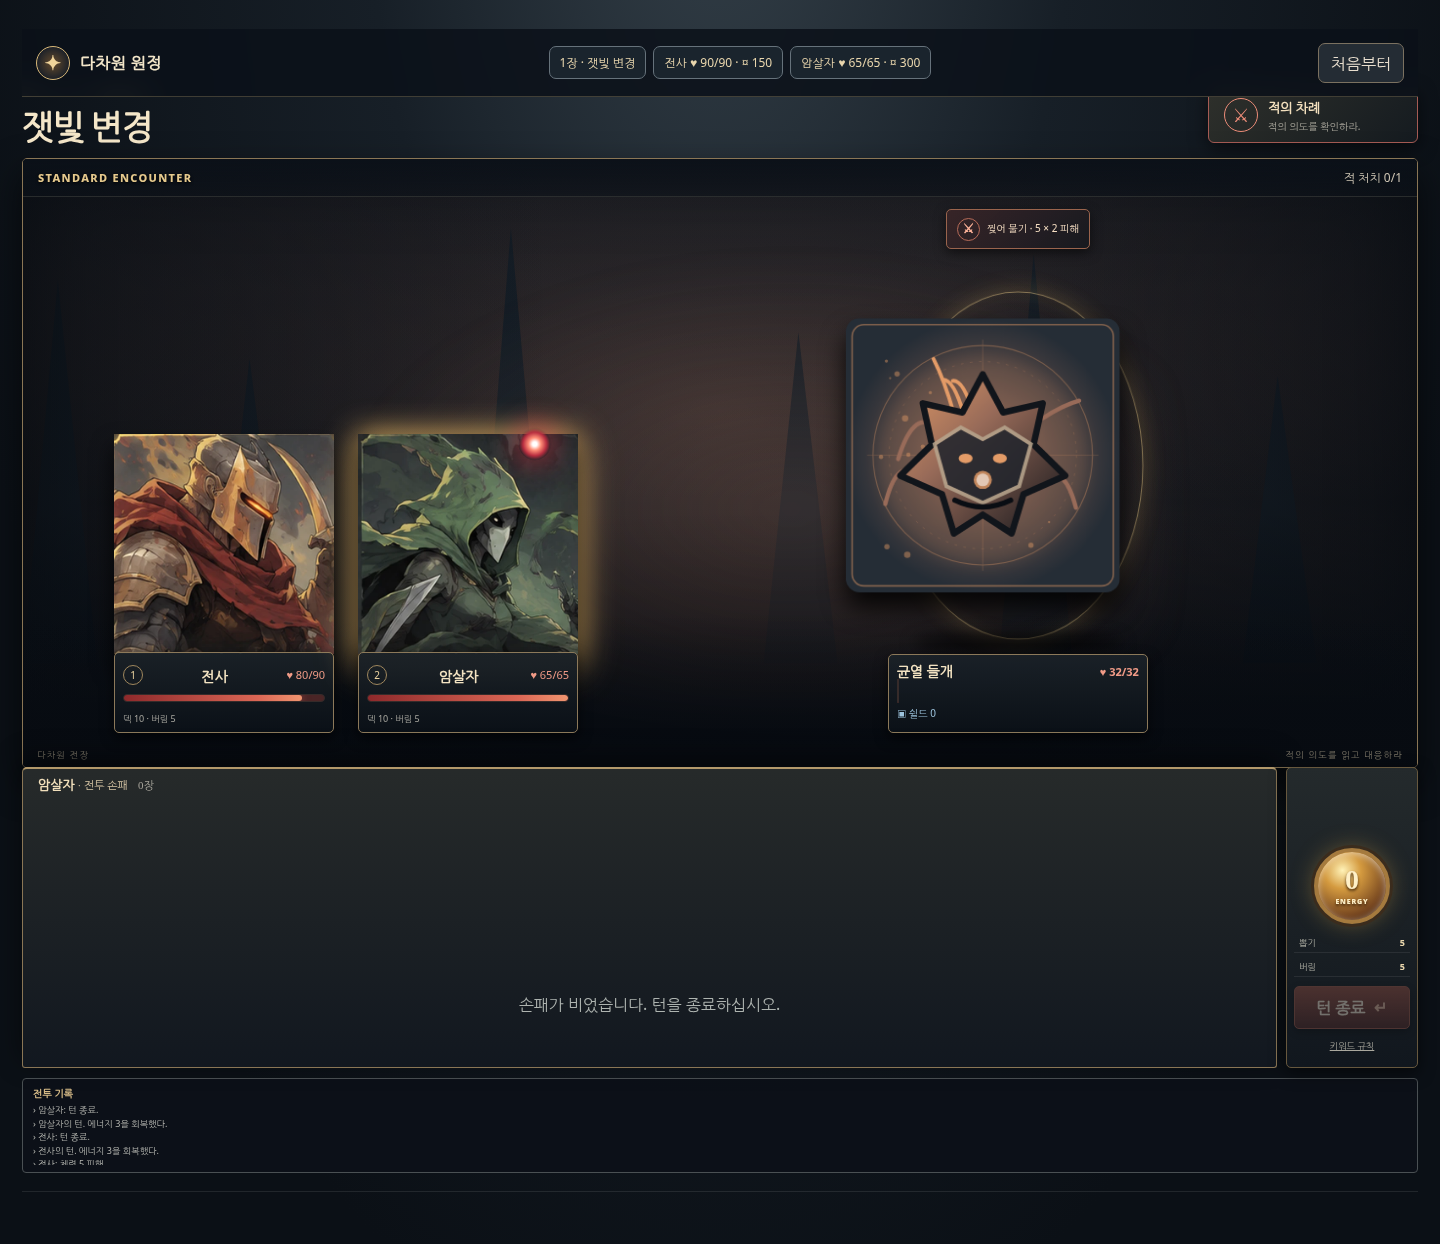 다차원 원정
1장 · 잿빛 변경
전사 ♥ 90/90 · ¤ 150
암살자 ♥ 65/65 · ¤ 300
처음부터
잿빛 변경
적의 차례
적의 의도를 확인하라.
STANDARD ENCOUNTER
적 처치 0/1
찢어 물기 · 5 × 2 피해
1 전사 ♥ 80/90
덱 10 · 버림 5
2 암살자 ♥ 65/65
덱 10 · 버림 5
균열 들개 ♥ 32/32
▣ 쉴드 0
다차원 전장
적의 의도를 읽고 대응하라
암살자 · 전투 손패 0장
손패가 비었습니다. 턴을 종료하십시오.
0
ENERGY
뽑기 5
버림 5
턴 종료 ↵
키워드 규칙
전투 기록
› 암살자: 턴 종료.
› 암살자의 턴. 에너지 3을 회복했다.
› 전사: 턴 종료.
› 전사의 턴. 에너지 3을 회복했다.
› 전사: 체력 5 피해